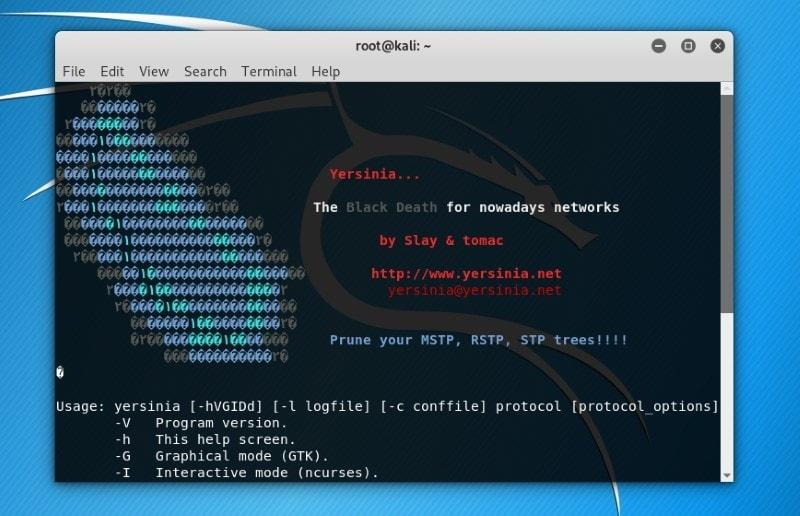 root@kali: ~
File Edit View Search Terminal Help
Yersinia...
The Black Death for nowadays networks
by Slay & tomac
http://www.yersinia.net
yersinia@yersinia.net
Prune your MSTP, RSTP, STP trees!!!!
Usage: yersinia [-hVGIDd] [-l logfile] [-c conffile] protocol [protocol_options]
-V Program version.
-h This help screen.
-G Graphical mode (GTK).
-I Interactive mode (ncurses).